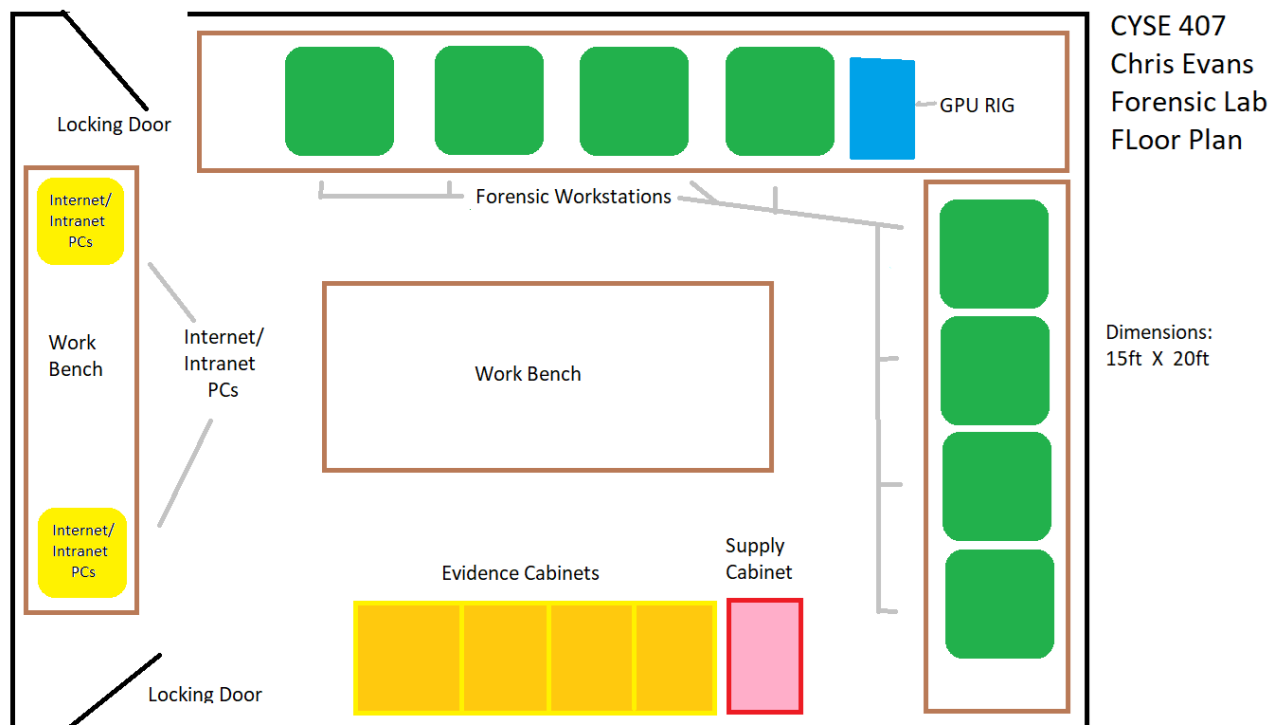 CYSE 407
Chris Evans
Forensic Lab
FLoor Plan
GPU RIG
Locking Door
Forensic Workstations
Internet/
Intranet
PCs
Internet/
Intranet
PCs
Work
Bench
Work Bench
Dimensions:
15ft X 20ft
Internet/
Intranet
PCs
Evidence Cabinets
Supply
Cabinet
Locking Door